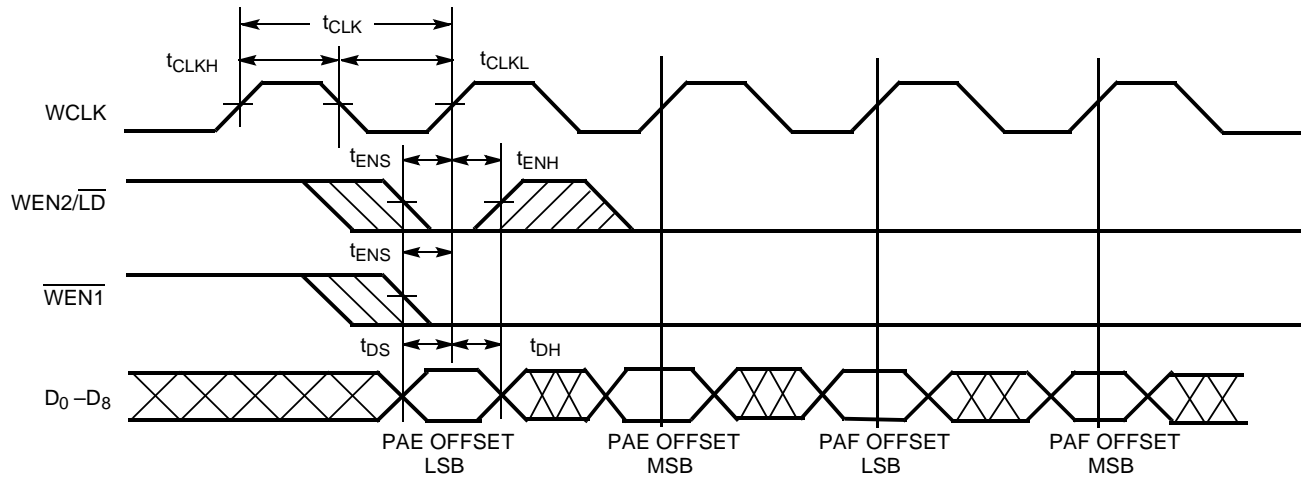 tCLK
tCLKH
tCLKL
WCLK
tENS
tENH
WEN2/LD
tENS
WEN1
tDS
tDH
D0 –D8
PAE OFFSET
LSB
PAE OFFSET
MSB
PAF OFFSET
LSB
PAF OFFSET
MSB